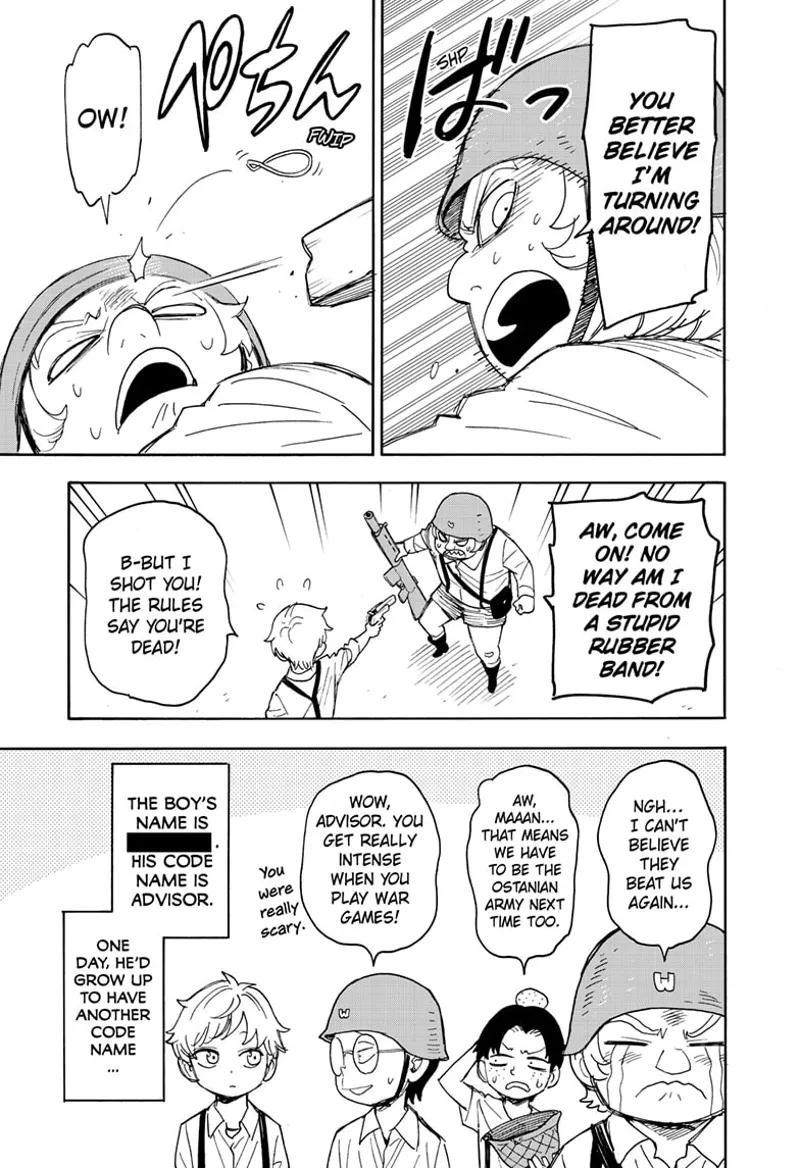 YOU
BETTER
BELIEVE
I'M
TURNING
AROUND!
SHP
ばっ
ぺちん
FWIP
OW!
AW, COME
ON! NO
WAY AM I
DEAD FROM
A STUPID
RUBBER
BAND!
B-BUT I
SHOT YOU!
THE RULES
SAY YOU'RE
DEAD!
NGH...
I CAN'T
BELIEVE
THEY
BEAT US
AGAIN...
AW,
MAAAN...
THAT MEANS
WE HAVE
TO BE THE
OSTANIAN
ARMY NEXT
TIME TOO.
WOW,
ADVISOR. YOU
GET REALLY
INTENSE
WHEN YOU
PLAY WAR
GAMES!
You
were
really
scary.
THE BOY'S
NAME IS
.
HIS CODE
NAME IS
ADVISOR.
ONE
DAY, HE'D
GROW UP
TO HAVE
ANOTHER
CODE
NAME
...
W
W
W